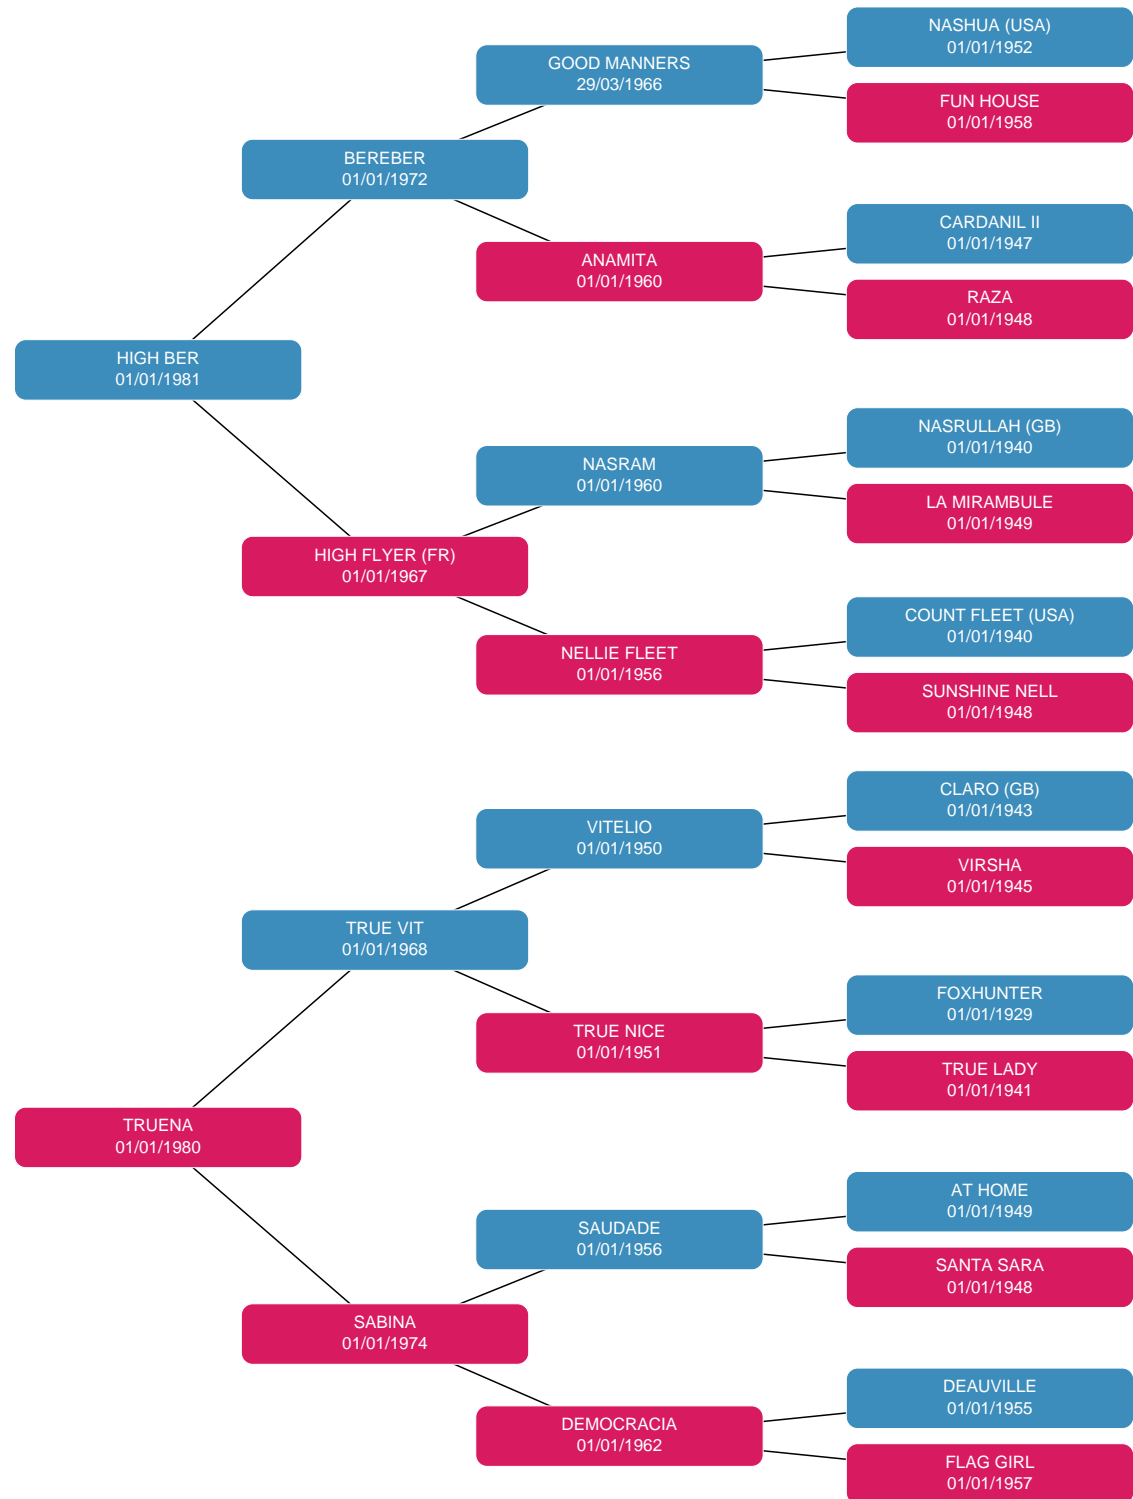 NASHUA (USA)
01/01/1952
GOOD MANNERS
29/03/1966
FUN HOUSE
01/01/1958
BEREBER
01/01/1972
CARDANIL II
01/01/1947
ANAMITA
01/01/1960
RAZA
01/01/1948
HIGH BER
01/01/1981
NASRULLAH (GB)
01/01/1940
NASRAM
01/01/1960
LA MIRAMBULE
01/01/1949
HIGH FLYER (FR)
01/01/1967
COUNT FLEET (USA)
01/01/1940
NELLIE FLEET
01/01/1956
SUNSHINE NELL
01/01/1948
CLARO (GB)
01/01/1943
VITELIO
01/01/1950
VIRSHA
01/01/1945
TRUE VIT
01/01/1968
FOXHUNTER
01/01/1929
TRUE NICE
01/01/1951
TRUE LADY
01/01/1941
TRUENA
01/01/1980
AT HOME
01/01/1949
SAUDADE
01/01/1956
SANTA SARA
01/01/1948
SABINA
01/01/1974
DEAUVILLE
01/01/1955
DEMOCRACIA
01/01/1962
FLAG GIRL
01/01/1957